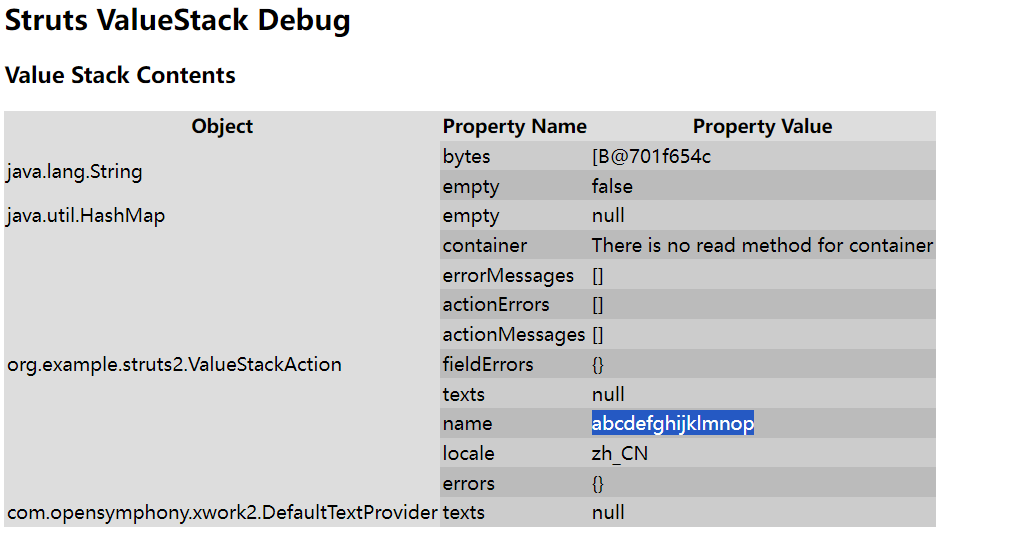 Struts ValueStack Debug
Value Stack Contents
Object Property Name Property Value
java.lang.String bytes [B@701f654c
empty false
java.util.HashMap empty null
org.example.struts2.ValueStackAction container There is no read method for container
errorMessages []
actionErrors []
actionMessages []
fieldErrors {}
texts null
name abcdefghijklmnop
locale zh_CN
errors {}
com.opensymphony.xwork2.DefaultTextProvider texts null